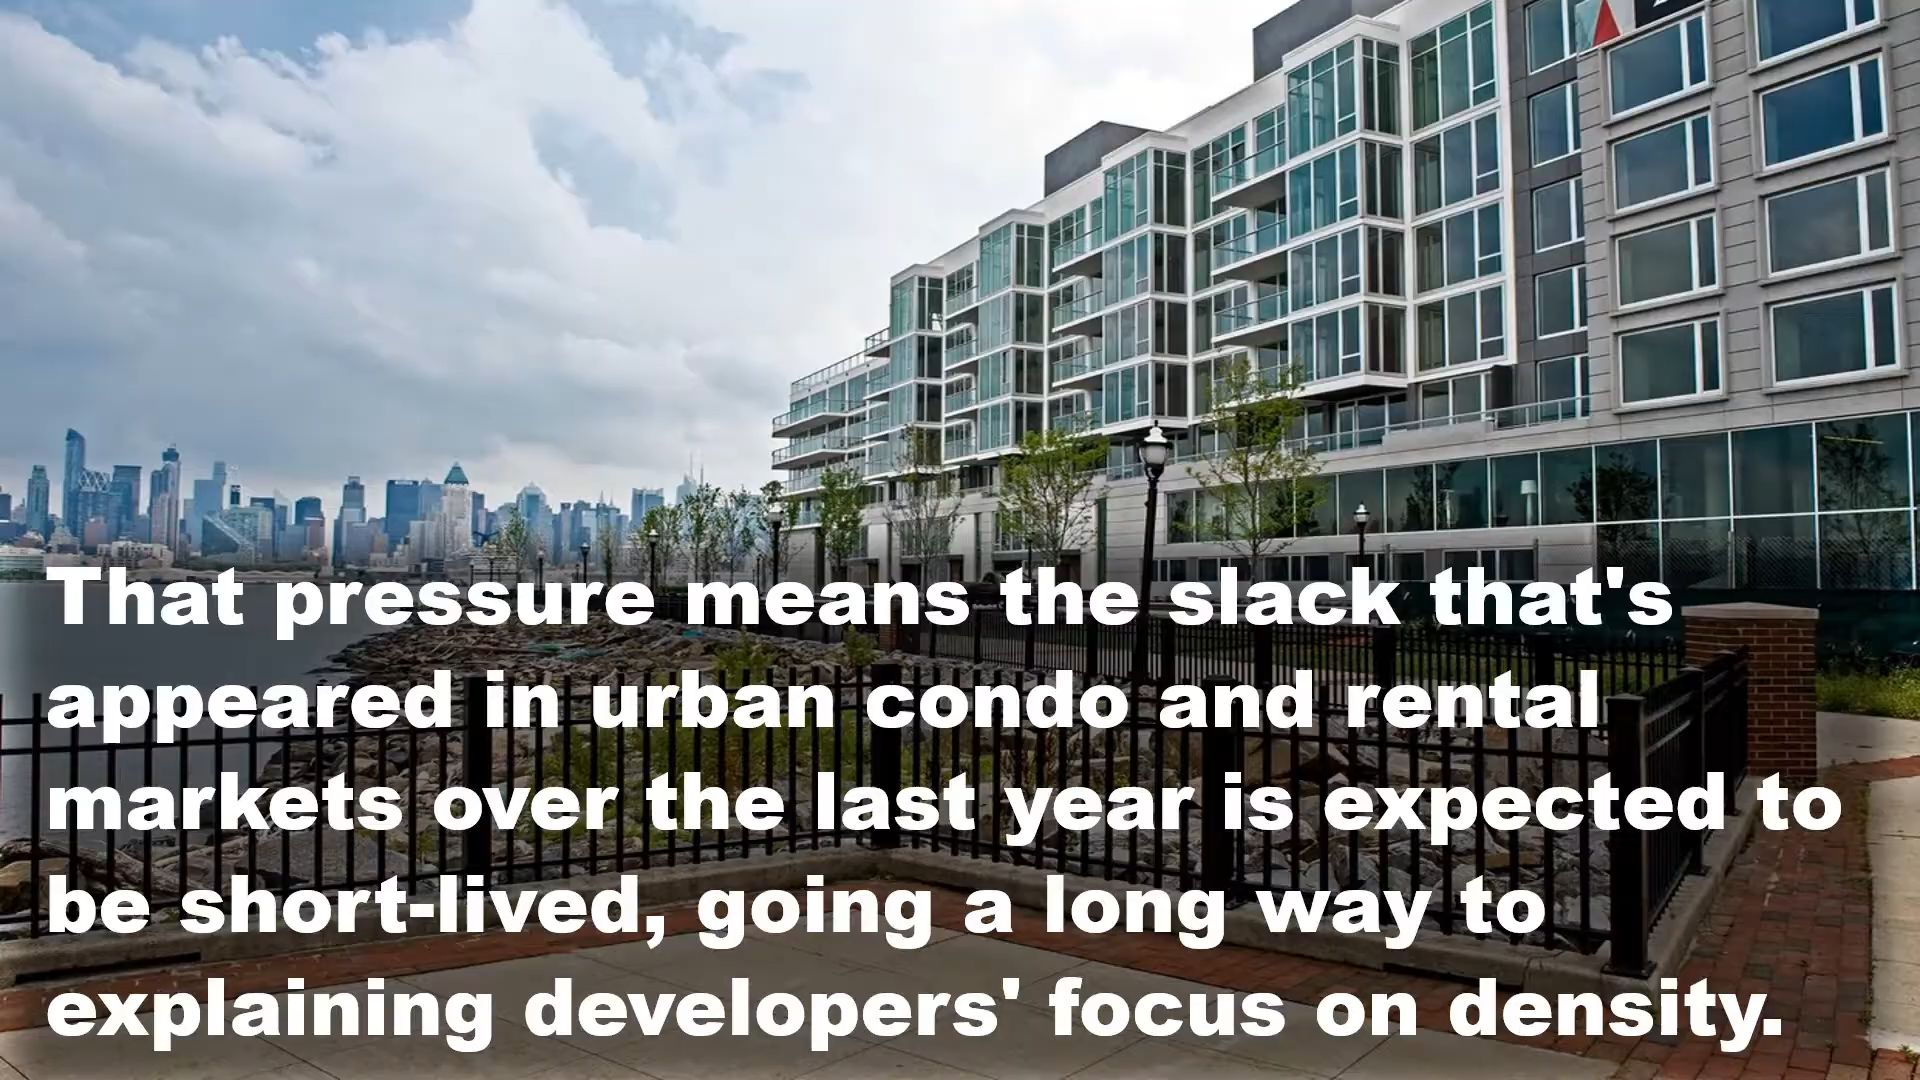 That pressure means the slack that's
appeared in urban condo and rental
markets over the last year is expected to
be short-lived, going a long way to
explaining developers' focus on density.